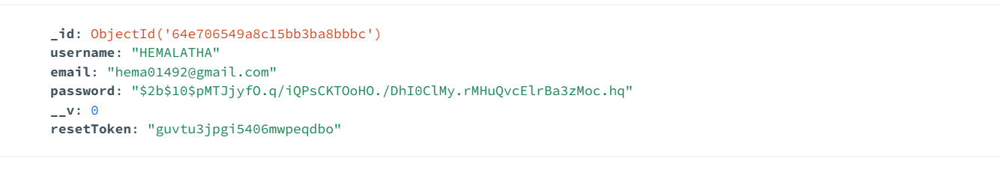 _id: ObjectId('64e706549a8c15bb3ba8bbbc')
username: "HEMALATHA"
email: "hema01492@gmail.com"
password: "$2b$10$pMTJjyfO.q/iQPsCKTOoHO./DhI0ClMy.rMHuQvcElrBa3zMoc.hq"
__v: 0
resetToken: "guvtu3jpgi5406mwpeqdbo"